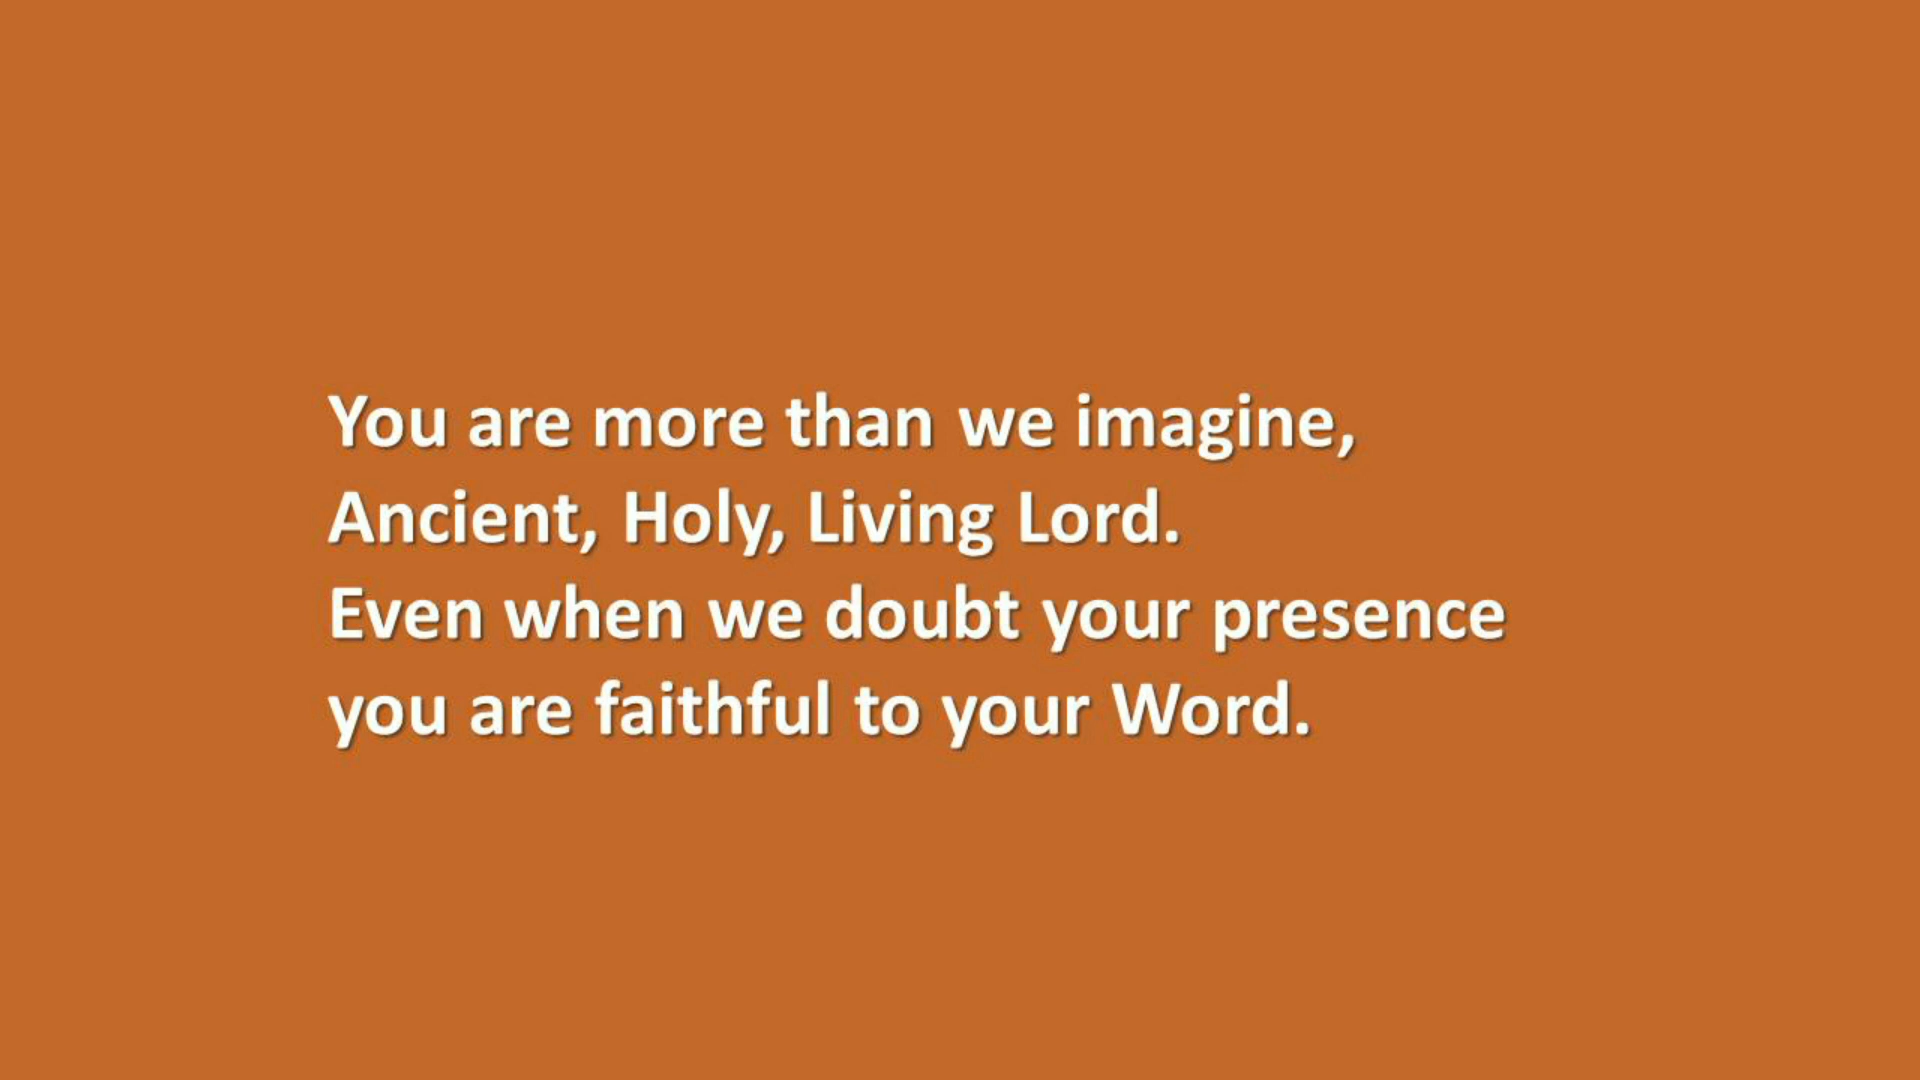 You are more than we imagine,
Ancient, Holy, Living Lord.
Even when we doubt your presence
you are faithful to your Word.